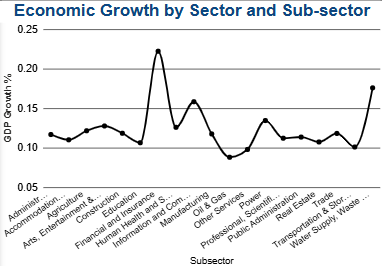 Economic Growth by Sector and Sub-sector
0.25
0.20
0.15
0.10
0.05
GDP Growth %
Administr...
Accommodation...
Agriculture
Arts, Entertainment &...
Construction
Education
Financial and Insurance
Human Health and S...
Information and Com...
Manufacturing
Oil & Gas
Other Services
Power
Professional, Scientifi...
Public Administration
Real Estate
Trade
Transportation & Stor...
Water Supply, Waste ...
Subsector